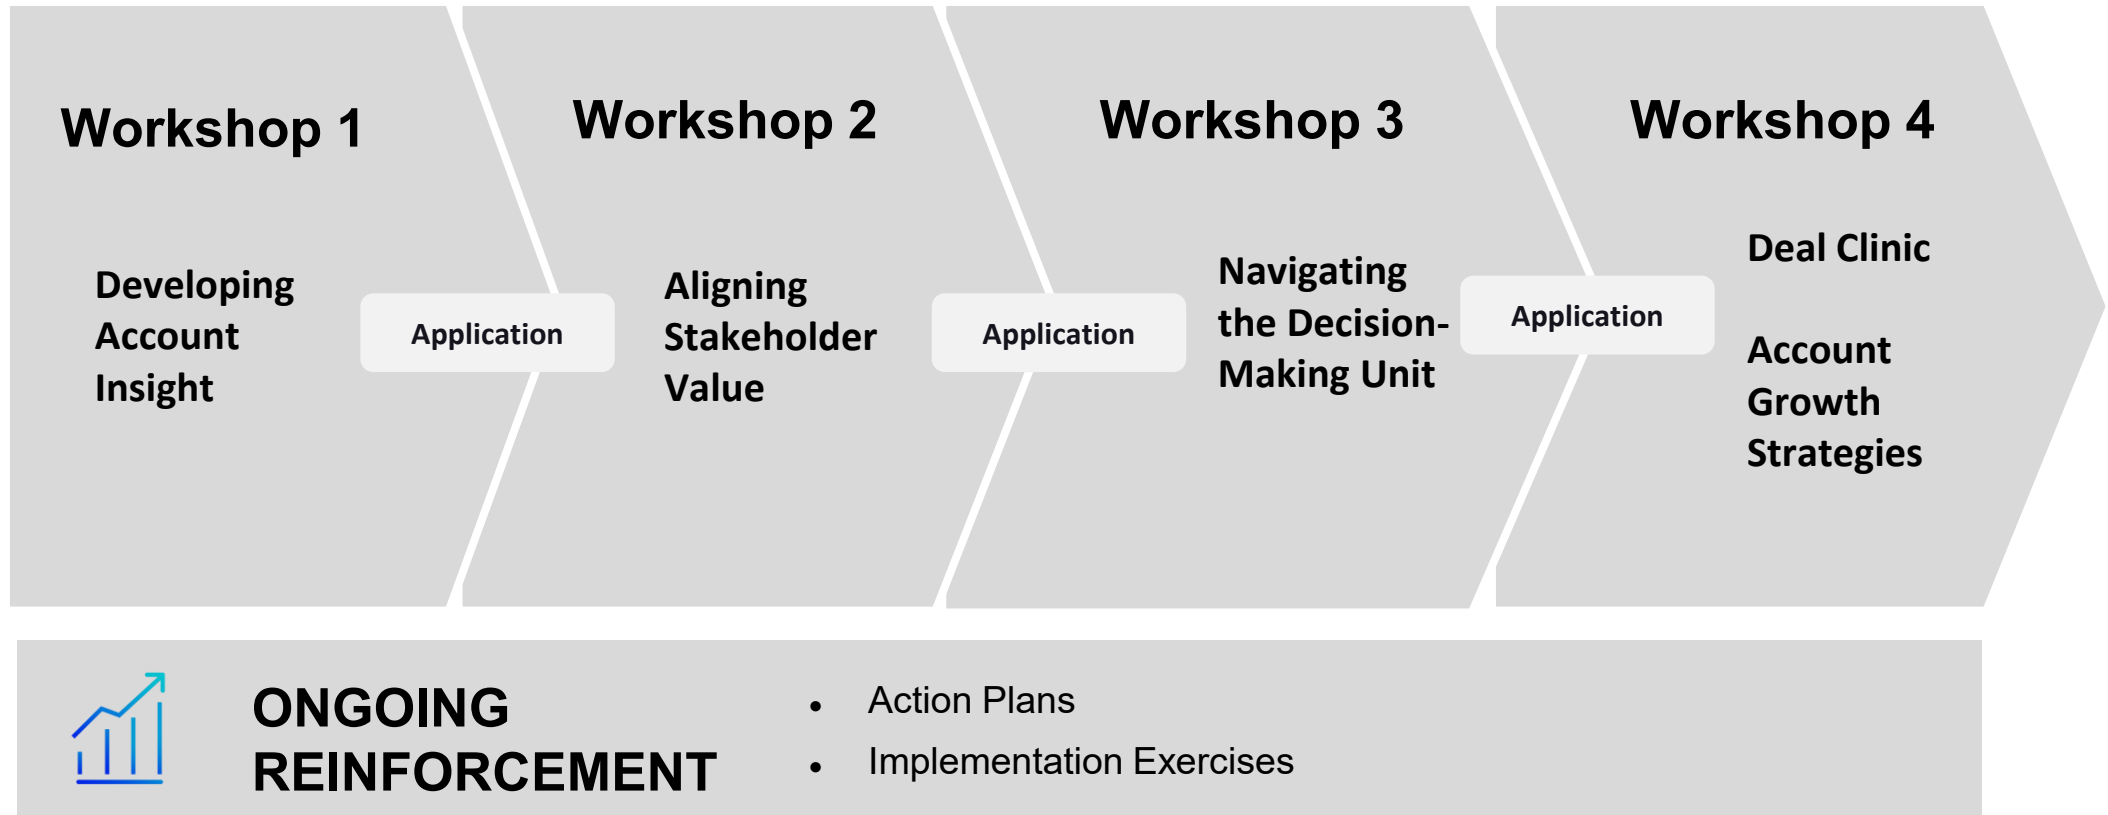 Workshop 1
Developing
Account
Insight
Application
Workshop 2
Aligning
Stakeholder
Value
Application
Workshop 3
Navigating
the Decision-
Making Unit
Application
Workshop 4
Deal Clinic
Account
Growth
Strategies
ONGOING
REINFORCEMENT
• Action Plans
• Implementation Exercises